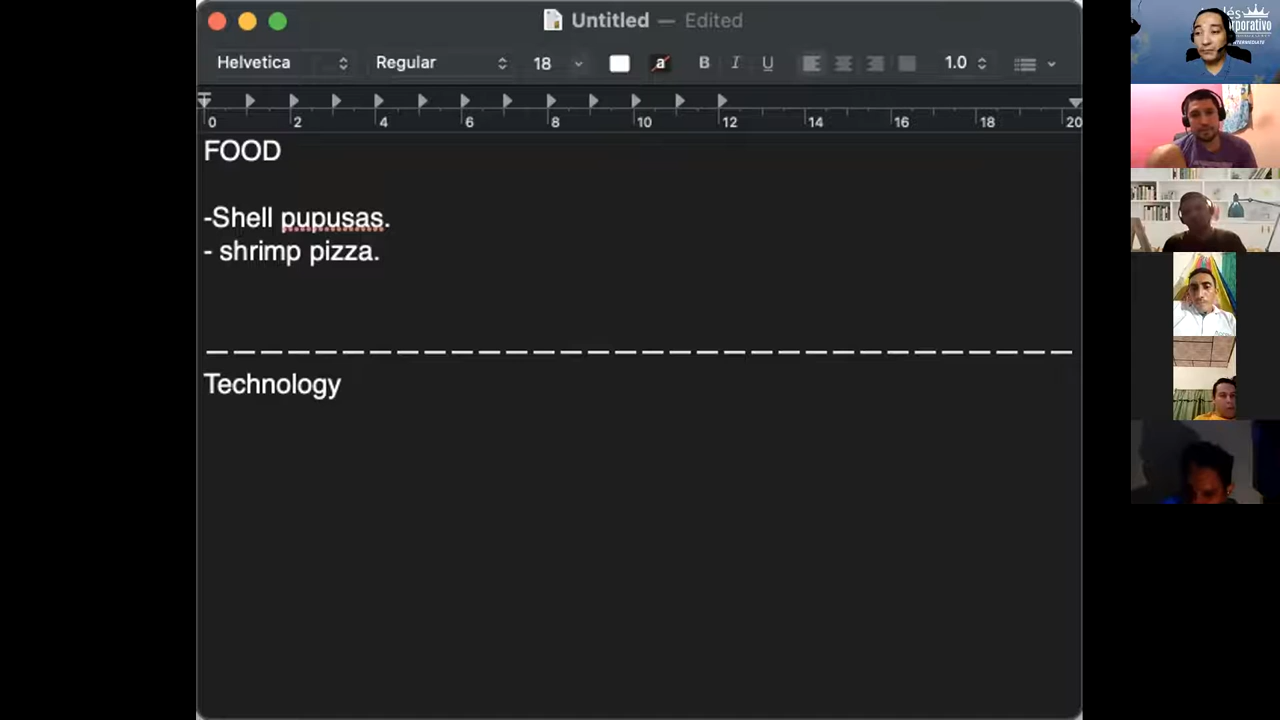 Untitled — Edited
Helvetica Regular 18 a B I U 1.0
0 2 4 6 8 10 12 14 16 18 20
FOOD
-Shell pupusas.
- shrimp pizza.
Technology